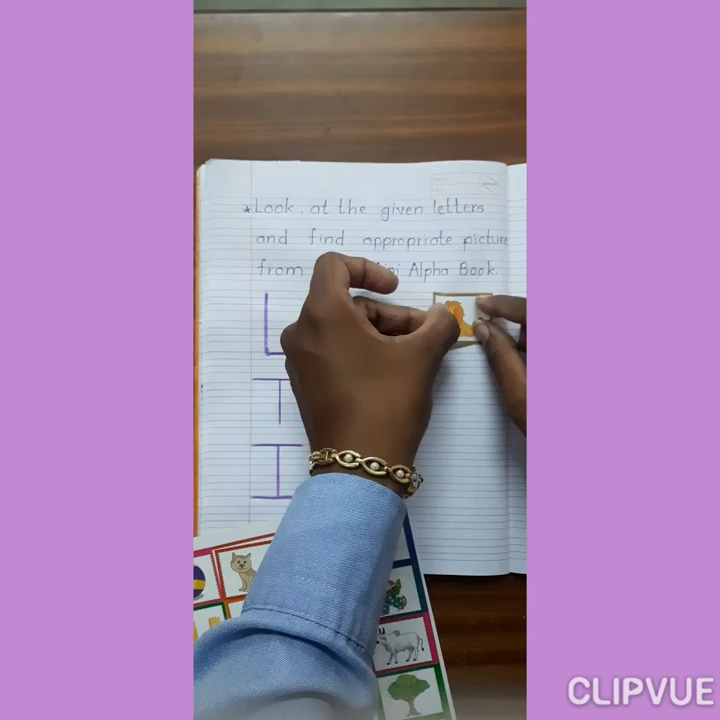 ★ Look at the given letters
and find appropriate picture
from Alpha Book.
L
T
I
CLIPVUE